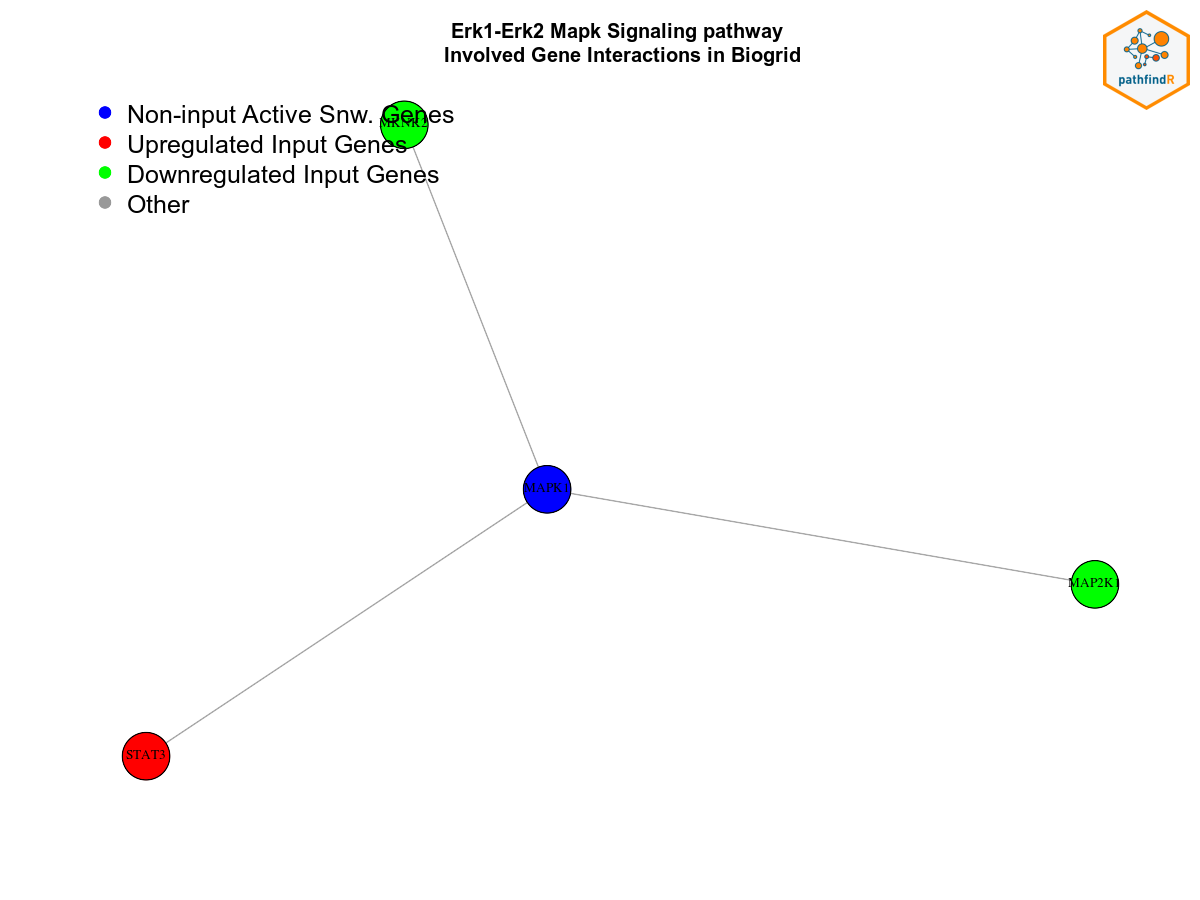 Erk1-Erk2 Mapk Signaling pathway
Involved Gene Interactions in Biogrid
pathfindR
Non-input Active Snw. Genes
MKNK2
Upregulated Input Genes
Downregulated Input Genes
Other
MAPK1
MAP2K1
STAT3